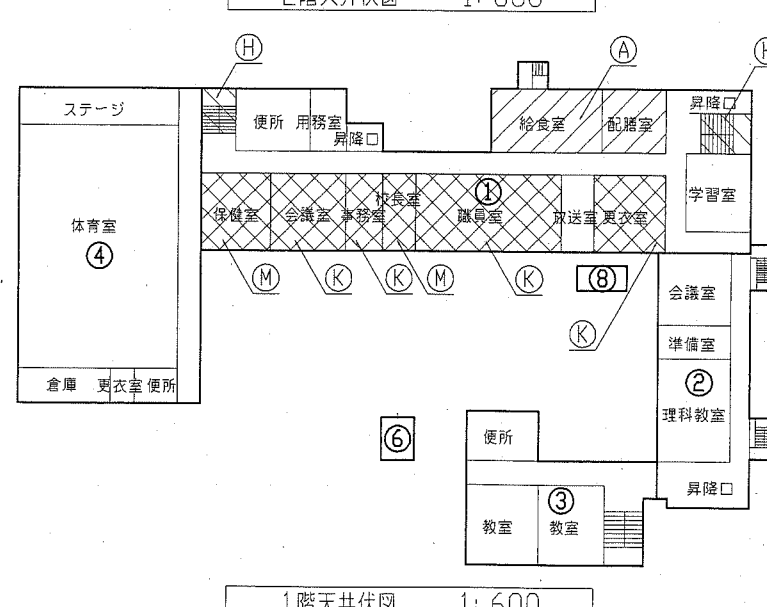 2階天井伏図 1:600
H
A
H
ステージ
便所 用務室
昇降口
給食室
配膳室
昇降口
体育室
④
保健室
会議室
事務室
校長室
①
職員室
放送室
更衣室
学習室
M
K
K
M
K
⑧
K
会議室
準備室
②
理科教室
倉庫 更衣室 便所
⑥
便所
昇降口
③
教室
教室
1階天井伏図 1:600